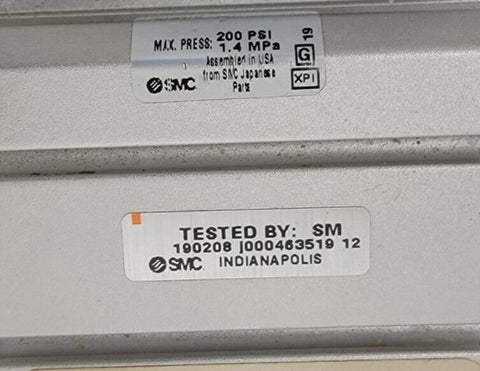 MAX. PRESS: 200 PSI
1.4 MPa
Assembled in USA
from SMC Japanese
Parts
SMC
G 19
XPI
TESTED BY: SM
190208 J000463519 12
SMC INDIANAPOLIS